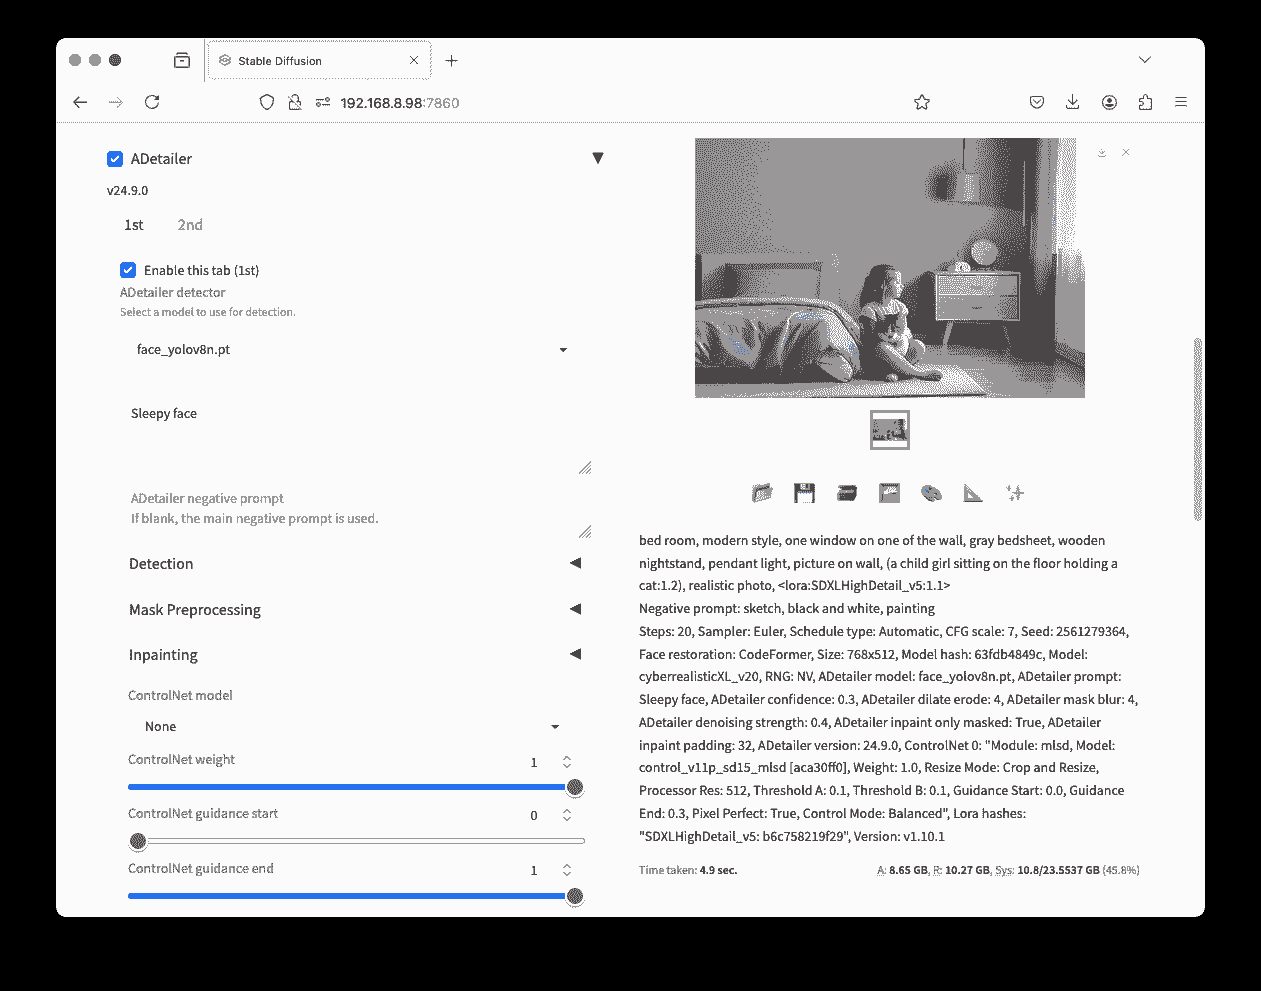 Stable Diffusion
192.168.8.98:7860
ADetailer
v24.9.0
1st
2nd
Enable this tab (1st)
ADetailer detector
Select a model to use for detection.
face_yolov8n.pt
Sleepy face
ADetailer negative prompt
If blank, the main negative prompt is used.
Detection
Mask Preprocessing
Inpainting
ControlNet model
None
ControlNet weight
1
ControlNet guidance start
0
ControlNet guidance end
1
bed room, modern style, one window on one of the wall, gray bedsheet, wooden
nightstand, pendant light, picture on wall, (a child girl sitting on the floor holding a
cat:1.2), realistic photo, <lora:SDXLHighDetail_v5:1.1>
Negative prompt: sketch, black and white, painting
Steps: 20, Sampler: Euler, Schedule type: Automatic, CFG scale: 7, Seed: 2561279364,
Face restoration: CodeFormer, Size: 768x512, Model hash: 63fdb4849c, Model:
cyberrealisticXL_v20, RNG: NV, ADetailer model: face_yolov8n.pt, ADetailer prompt:
Sleepy face, ADetailer confidence: 0.3, ADetailer dilate erode: 4, ADetailer mask blur: 4,
ADetailer denoising strength: 0.4, ADetailer inpaint only masked: True, ADetailer
inpaint padding: 32, ADetailer version: 24.9.0, ControlNet 0: "Module: mlsd, Model:
control_v11p_sd15_mlsd [aca30ff0], Weight: 1.0, Resize Mode: Crop and Resize,
Processor Res: 512, Threshold A: 0.1, Threshold B: 0.1, Guidance Start: 0.0, Guidance
End: 0.3, Pixel Perfect: True, Control Mode: Balanced", Lora hashes:
"SDXLHighDetail_v5: b6c758219f29", Version: v1.10.1
Time taken: 4.9 sec.
A: 8.65 GB, R: 10.27 GB, Sys: 10.8/23.5537 GB (45.8%)